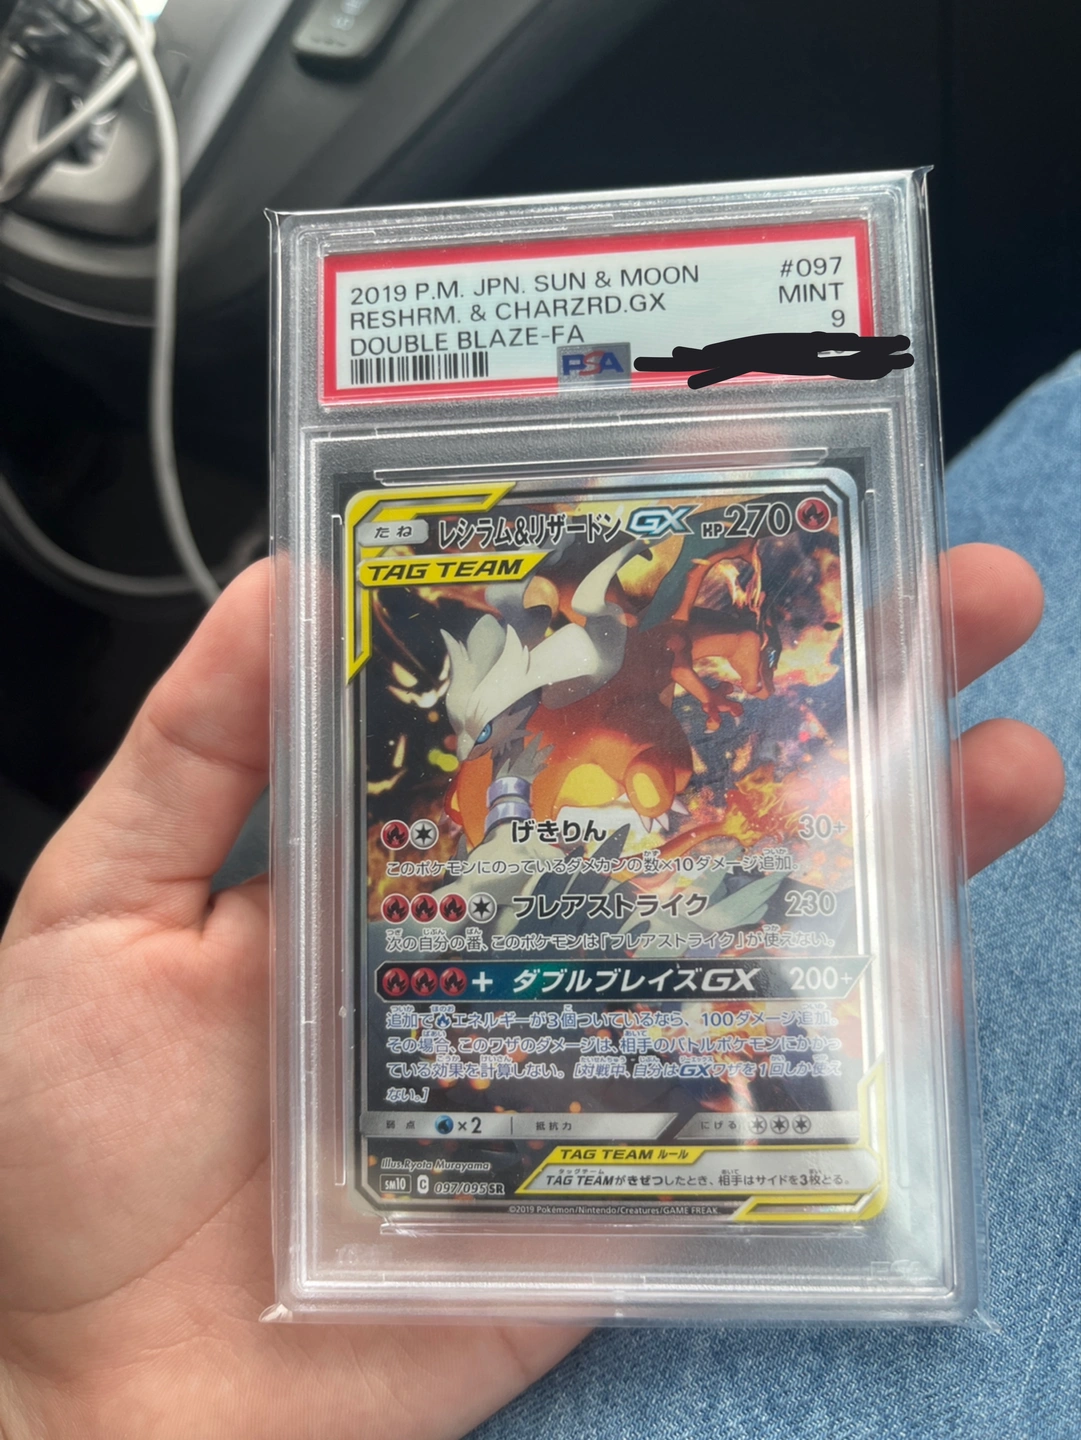 2019 P.M. JPN. SUN & MOON #097
RESHRM. & CHARZRD.GX MINT
DOUBLE BLAZE-FA 9
PSA
たね レシラム&リザードンGX HP270
TAG TEAM
げきりん 30+
このポケモンにのっているダメカンの数×10ダメージ追加。
フレアストライク 230
次の自分の番、このポケモンは「フレアストライク」が使えない。
+ ダブルブレイズGX 200+
追加でエネルギーが3個ついているなら、100ダメージ追加。
その場合、このワザのダメージは、相手のバトルポケモンにかかっ
ている効果を計算しない。[対戦中、自分はGXワザを1回しか使え
ない。]
弱点 ×2 抵抗力 にげる
Illus. Ryota Murayama
TAG TEAM ルール
TAG TEAMがきぜつしたとき、相手はサイドを3枚とる。
sm10 C 097/095 SR
©2019 Pokémon/Nintendo/Creatures/GAME FREAK.